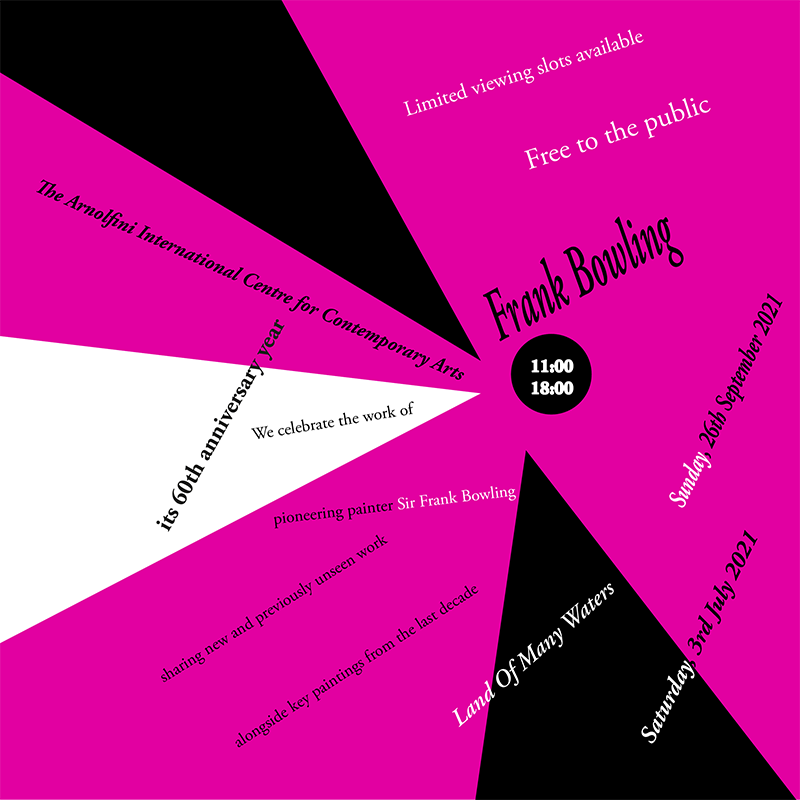 Limited viewing slots available
Free to the public
The Arnolfini International Centre for Contemporary Arts
its 60th anniversary year
Frank Bowling
11:00
18:00
We celebrate the work of
pioneering painter Sir Frank Bowling
sharing new and previously unseen work
alongside key paintings from the last decade
Land Of Many Waters
Saturday, 3rd July 2021
Sunday, 26th September 2021